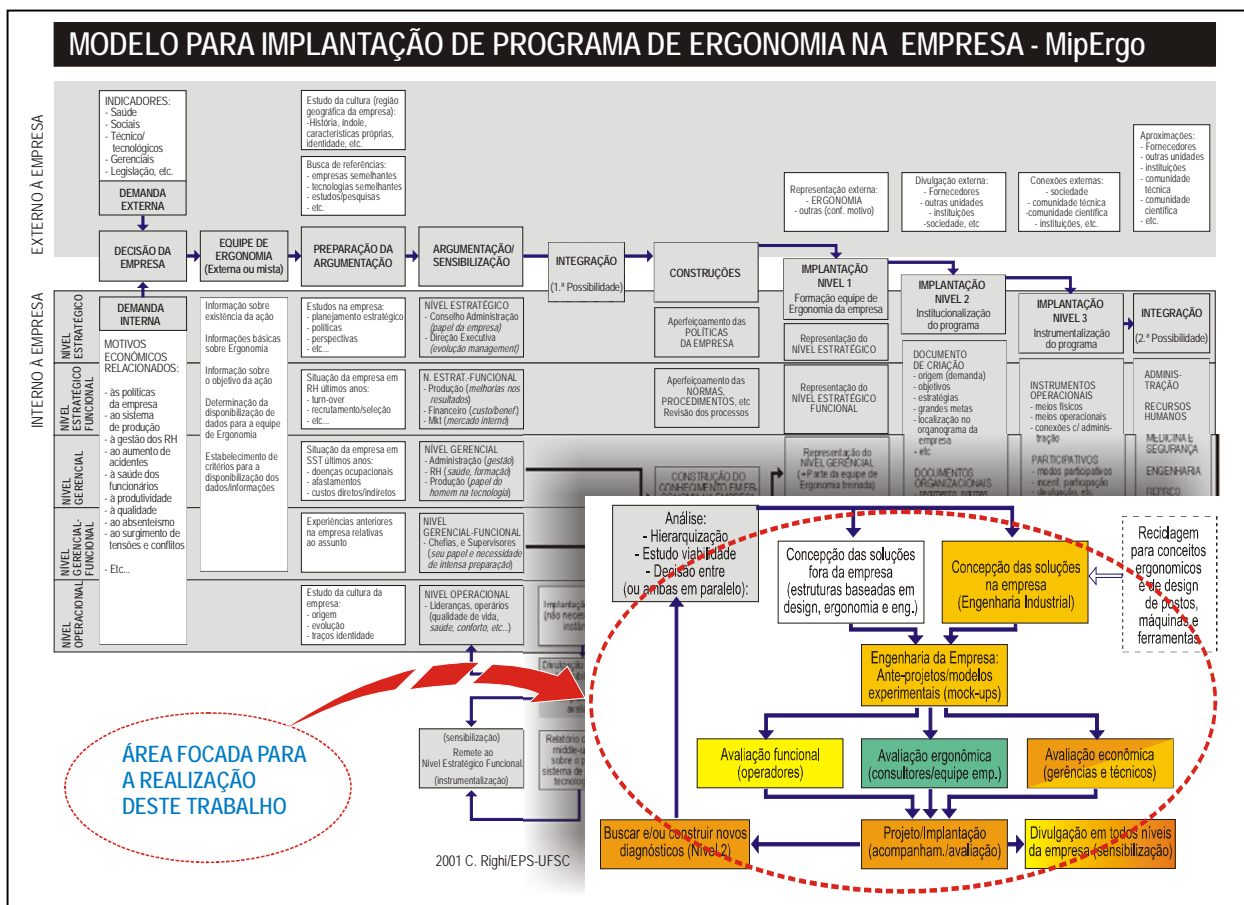 MODELO PARA IMPLANTAÇÃO DE PROGRAMA DE ERGONOMIA NA EMPRESA - MipErgo
EXTERNO À EMPRESA
INDICADORES:
- Saúde
- Sociais
- Técnico/
tecnológicos
- Gerenciais
- Legislação, etc.
DEMANDA
EXTERNA
Estudo da cultura (região
geográfica da empresa):
-História, índole,
características próprias,
identidade, etc.
Busca de referências:
- empresas semelhantes
- tecnologias semelhantes
- estudos/pesquisas
- etc.
Representação externa:
- ERGONOMIA
- outras (conf. motivo)
Divulgação externa:
- Fornecedores
- outras unidades
- instituições
-sociedade, etc
Conexões externas:
- sociedade
- comunidade técnica
-comunidade científica
- instituições, etc.
Aproximações:
- Fornecedores
- outras unidades
- instituições
- comunidade
técnica
- comunidade
científica
- etc.
DECISÃO DA
EMPRESA
EQUIPE DE
ERGONOMIA
(Externa ou mista)
PREPARAÇÃO DA
ARGUMENTAÇÃO
ARGUMENTAÇÃO/
SENSIBILIZAÇÃO
INTEGRAÇÃO
(1.ª Possibilidade)
CONSTRUÇÕES
IMPLANTAÇÃO
NÍVEL 1
Formação equipe de
Ergonomia da empresa
IMPLANTAÇÃO
NIVEL 2
Institucionalização
do programa
IMPLANTAÇÃO
NIVEL 3
Instrumentalização
do programa
INTEGRAÇÃO
(2.ª Possibilidade)
INTERNO À EMPRESA
NÍVEL
ESTRATÉGICO
NÍVEL
ESTRATÉGICO
FUNCIONAL
NÍVEL
GERENCIAL
NÍVEL
GERENCIAL-
FUNCIONAL
NÍVEL
OPERACIONAL
DEMANDA
INTERNA
MOTIVOS
ECONÔMICOS
RELACIONADOS:
- às políticas
da empresa
- ao sistema
de produção
- à gestão dos RH
- ao aumento de
acidentes
- à saúde dos
funcionários
- à produtividade
- à qualidade
- ao absenteísmo
- ao surgimento de
tensões e conflitos
- Etc...
Informação sobre
existência da ação
Informações básicas
sobre Ergonomia
Informação sobre
o objetivo da ação
Determinação da
disponibilização de
dados para a equipe
de Ergonomia
Estabelecimento de
critérios para a
disponibilização dos
dados/informações
Estudos na empresa:
- planejamento estratégico
- políticas
- perspectivas
- etc...
Situação da empresa em
RH últimos anos:
- turn-over
- recrutamento/seleção
- etc...
Situação da empresa em
SST últimos anos:
- doenças ocupacionais
- afastamentos
- custos diretos/indiretos
Experiências anteriores
na empresa relativas
ao assunto
Estudo da cultura da
empresa:
- origem
- evolução
- traços identidade
NÍVEL ESTRATÉGICO
- Conselho Administração
(papel da empresa)
- Direção Executiva
(evolução management)
N. ESTRAT.-FUNCIONAL
- Produção (melhorias nos
resultados)
- Financeiro (custo/benef.)
- Mkt (mercado interno)
NÍVEL GERENCIAL
- Administração (gestão)
- RH (saúde, formação)
- Produção (papel do
homem na tecnologia)
NIVEL
GERENCIAL-FUNCIONAL
- Chefias, e Supervisores
(seu papel e necessidade
de intensa preparação)
NIVEL OPERACIONAL
- Lideranças, operários
(qualidade de vida,
saúde, conforto, etc...)
Aperfeiçoamento das
POLÍTICAS
DA EMPRESA
Aperfeiçoamento das
NORMAS,
PROCEDIMENTOS, etc
Revisão dos processos
CONSTRUÇÃO DO
Representação do
NÍVEL ESTRATÉGICO
Representação do
NÍVEL ESTRATÉGICO
FUNCIONAL
Representação do
NÍVEL GERENCIAL
(+Parte da equipe de
Ergonomia treinada)
DOCUMENTO
DE CRIAÇÃO
- origem (demanda)
- objetivos
- estratégias
- grandes metas
- localização no
organograma da
empresa
- etc
DOCUMENTOS
ORGANIZACIONAIS
INSTRUMENTOS
OPERACIONAIS
- meios físicos
- meios operacionais
- conexões c/ adminis-
tração
PARTICIPATIVOS
- modos participativos
- incent. participação
- divulgação, etc
ADMINIS-
TRAÇÃO
RECURSOS
HUMANOS
MEDICINA E
SEGURANÇA
ENGENHARIA
(sensibilização)
Remete ao
Nivel Estratégico Funcional.
(instrumentalização)
ÁREA FOCADA PARA
A REALIZAÇÃO
DESTE TRABALHO
2001 C. Righi/EPS-UFSC
Análise:
- Hierarquização
- Estudo viabilidade
- Decisão entre
(ou ambas em paralelo):
Concepção das soluções
fora da empresa
(estruturas baseadas em
design, ergonomia e eng.)
Concepção das soluções
na empresa
(Engenharia Industrial)
Reciclagem
para conceitos
ergonomicos
e de design
de postos,
máquinas e
ferramentas
Engenharia da Empresa:
Ante-projetos/modelos
experimentais (mock-ups)
Avaliação funcional
(operadores)
Avaliação ergonômica
(consultores/equipe emp.)
Avaliação econômica
(gerências e técnicos)
Buscar e/ou construir novos
diagnósticos (Nivel 2)
Projeto/Implantação
(acompanham./avaliação)
Divulgação em todos níveis
da empresa (sensibilização)